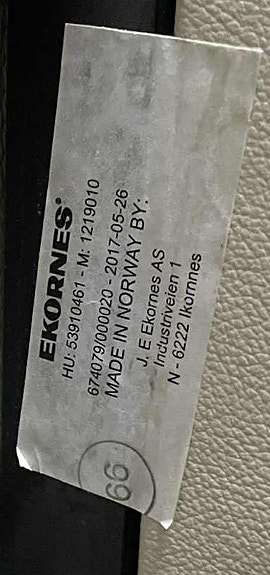 EKORNES®
HU: 53910461 - M: 1219010
674079/000020 - 2017-05-26
MADE IN NORWAY BY:
J. E Ekornes AS
Industriveien 1
N - 6222 Ikornnes
66